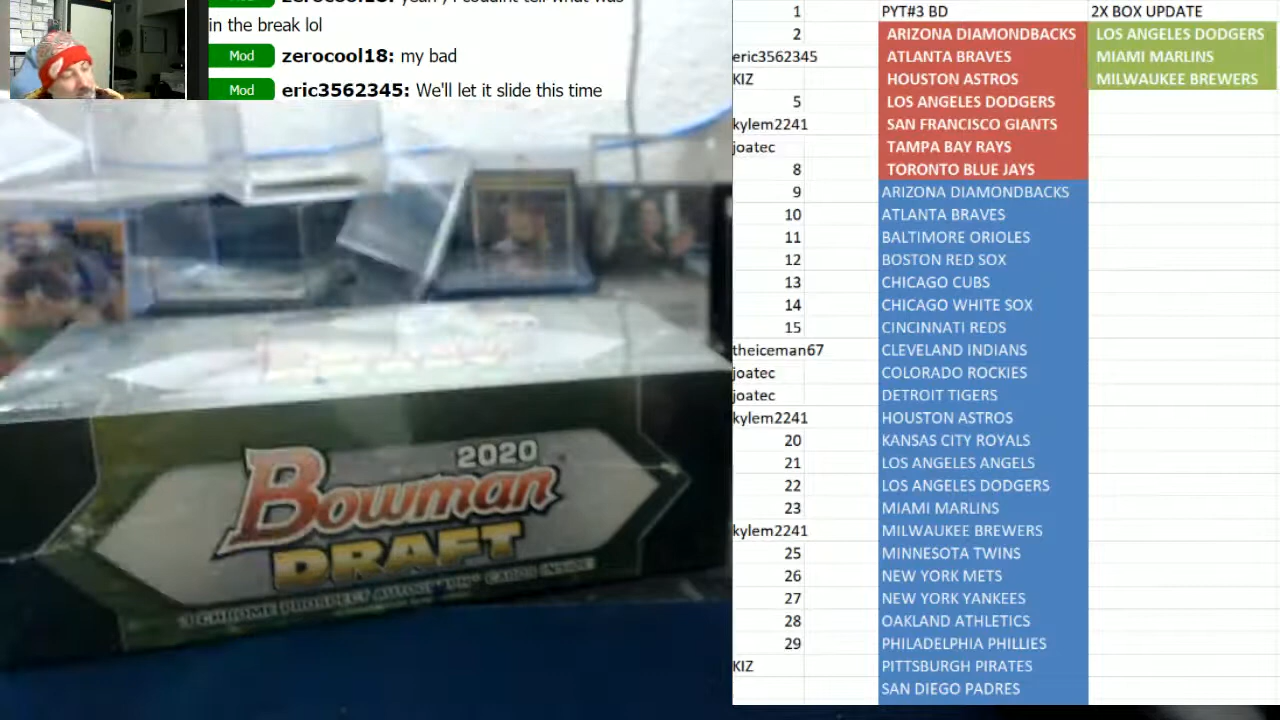 zerocool18:
in the break lol
Mod zerocool18: my bad
Mod eric3562345: We'll let it slide this time
2020
Bowman
DRAFT
1 PYT#3 BD 2X BOX UPDATE
2 ARIZONA DIAMONDBACKS LOS ANGELES DODGERS
eric3562345 ATLANTA BRAVES MIAMI MARLINS
KIZ HOUSTON ASTROS MILWAUKEE BREWERS
5 LOS ANGELES DODGERS
kylem2241 SAN FRANCISCO GIANTS
joatec TAMPA BAY RAYS
8 TORONTO BLUE JAYS
9 ARIZONA DIAMONDBACKS
10 ATLANTA BRAVES
11 BALTIMORE ORIOLES
12 BOSTON RED SOX
13 CHICAGO CUBS
14 CHICAGO WHITE SOX
15 CINCINNATI REDS
theiceman67 CLEVELAND INDIANS
joatec COLORADO ROCKIES
joatec DETROIT TIGERS
kylem2241 HOUSTON ASTROS
20 KANSAS CITY ROYALS
21 LOS ANGELES ANGELS
22 LOS ANGELES DODGERS
23 MIAMI MARLINS
kylem2241 MILWAUKEE BREWERS
25 MINNESOTA TWINS
26 NEW YORK METS
27 NEW YORK YANKEES
28 OAKLAND ATHLETICS
29 PHILADELPHIA PHILLIES
KIZ PITTSBURGH PIRATES
SAN DIEGO PADRES